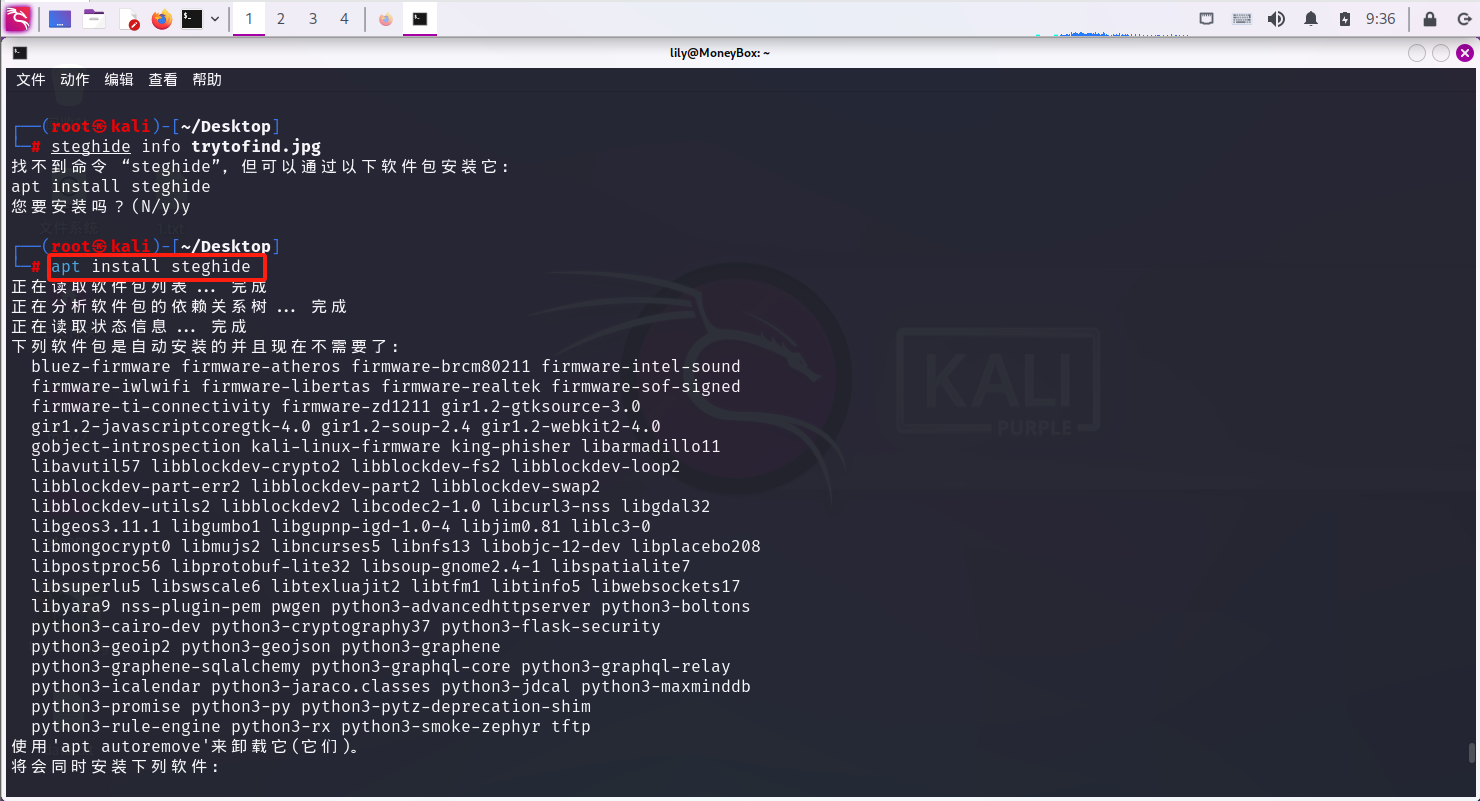 1 2 3 4 9:36
lily@MoneyBox: ~
文件 动作 编辑 查看 帮助
┌──(root㉿kali)-[~/Desktop]
└─# steghide info trytofind.jpg
找不到命令 “steghide”，但可以通过以下软件包安装它：
apt install steghide
您要安装吗？(N/y)y
┌──(root㉿kali)-[~/Desktop]
└─# apt install steghide
正在读取软件包列表... 完成
正在分析软件包的依赖关系树... 完成
正在读取状态信息... 完成
下列软件包是自动安装的并且现在不需要了：
bluez-firmware firmware-atheros firmware-brcm80211 firmware-intel-sound
firmware-iwlwifi firmware-libertas firmware-realtek firmware-sof-signed
firmware-ti-connectivity firmware-zd1211 gir1.2-gtksource-3.0
gir1.2-javascriptcoregtk-4.0 gir1.2-soup-2.4 gir1.2-webkit2-4.0
gobject-introspection kali-linux-firmware king-phisher libarmadillo11
libavutil57 libblockdev-crypto2 libblockdev-fs2 libblockdev-loop2
libblockdev-part-err2 libblockdev-part2 libblockdev-swap2
libblockdev-utils2 libblockdev2 libcodec2-1.0 libcurl3-nss libgdal32
libgeos3.11.1 libgumbo1 libgupnp-igd-1.0-4 libjim0.81 liblc3-0
libmongocrypt0 libmujs2 libncurses5 libnfs13 libobjc-12-dev libplacebo208
libpostproc56 libprotobuf-lite32 libsoup-gnome2.4-1 libspatialite7
libsuperlu5 libswscale6 libtexluajit2 libtfm1 libtinfo5 libwebsockets17
libyara9 nss-plugin-pem pwgen python3-advancedhttpserver python3-boltons
python3-cairo-dev python3-cryptography37 python3-flask-security
python3-geoip2 python3-geojson python3-graphene
python3-graphene-sqlalchemy python3-graphql-core python3-graphql-relay
python3-icalendar python3-jaraco.classes python3-jdcal python3-maxminddb
python3-promise python3-py python3-pytz-deprecation-shim
python3-rule-engine python3-rx python3-smoke-zephyr tftp
使用'apt autoremove'来卸载它(它们)。
将会同时安装下列软件：
KALI
PURPLE